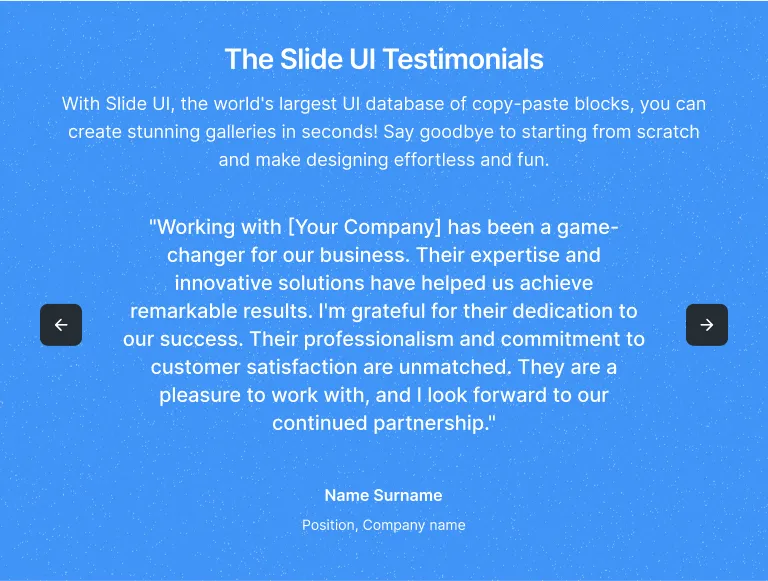 The Slide UI Testimonials
With Slide UI, the world's largest UI database of copy-paste blocks, you can
create stunning galleries in seconds! Say goodbye to starting from scratch
and make designing effortless and fun.
"Working with [Your Company] has been a game-
changer for our business. Their expertise and
innovative solutions have helped us achieve
remarkable results. I'm grateful for their dedication to
our success. Their professionalism and commitment to
customer satisfaction are unmatched. They are a
pleasure to work with, and I look forward to our
continued partnership."
Name Surname
Position, Company name